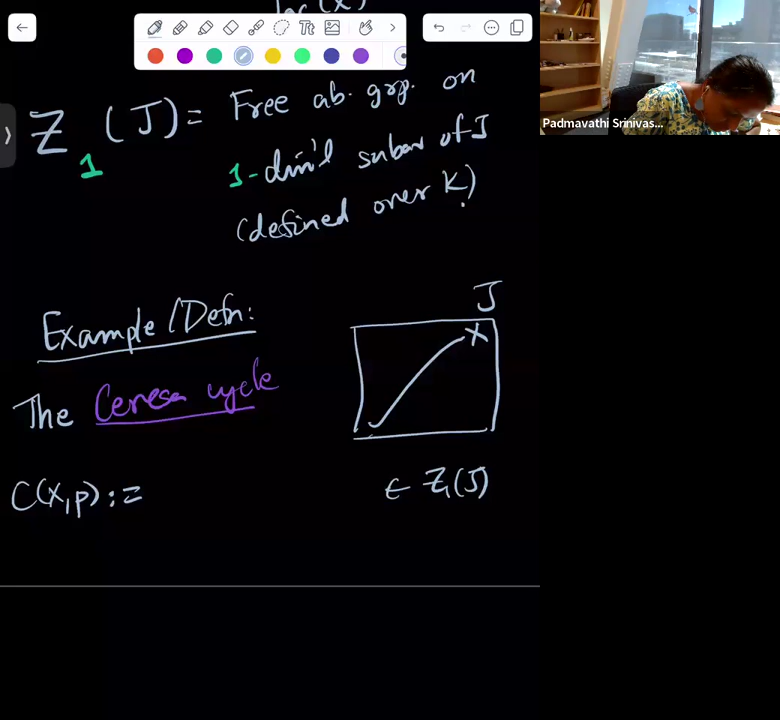 Z₁(J) = Free ab. grp. on
1-dim'l subvar of J
(defined over K)
Example/Defn:
The Ceresa cycle
J
X
C(X,p) := ∈ Z₁(J)
Padmavathi Srinivas...